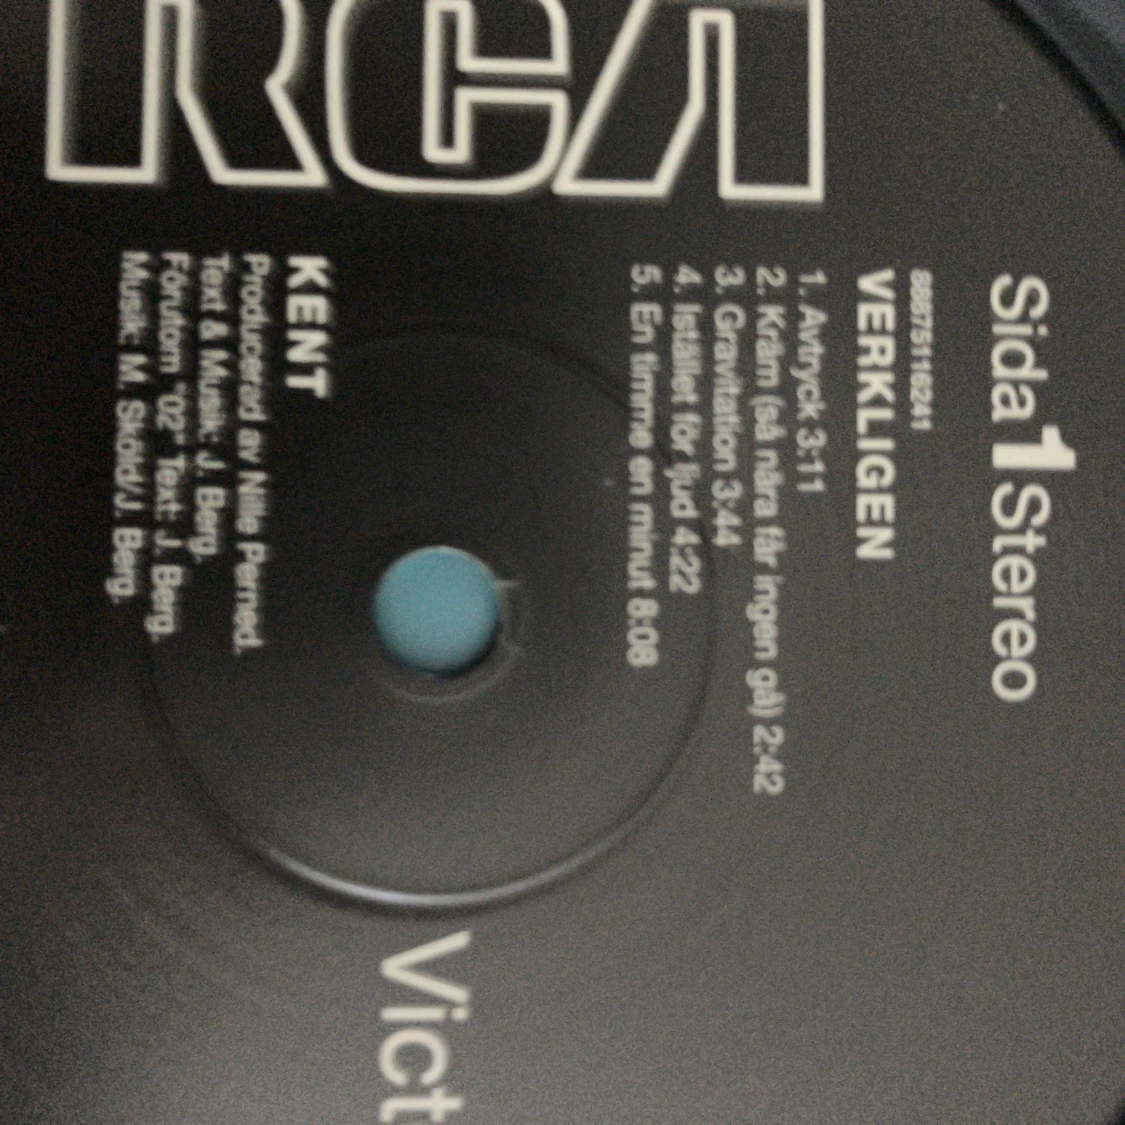 RCA
Sida 1 Stereo
88875116241
VERKLIGEN
1. Avtryck 3:11
2. Kräm (så nära får ingen gå) 2:42
3. Gravitation 3:44
4. Istället för ljud 4:22
5. En timme en minut 8:08
KENT
Producerad av Nille Perned.
Text & Musik: J. Berg.
Förutom "02" Text: J. Berg.
Musik: M. Sköld/J. Berg.
Vict